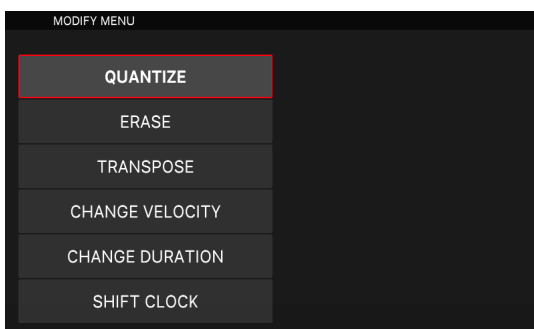 MODIFY MENU
QUANTIZE
ERASE
TRANSPOSE
CHANGE VELOCITY
CHANGE DURATION
SHIFT CLOCK